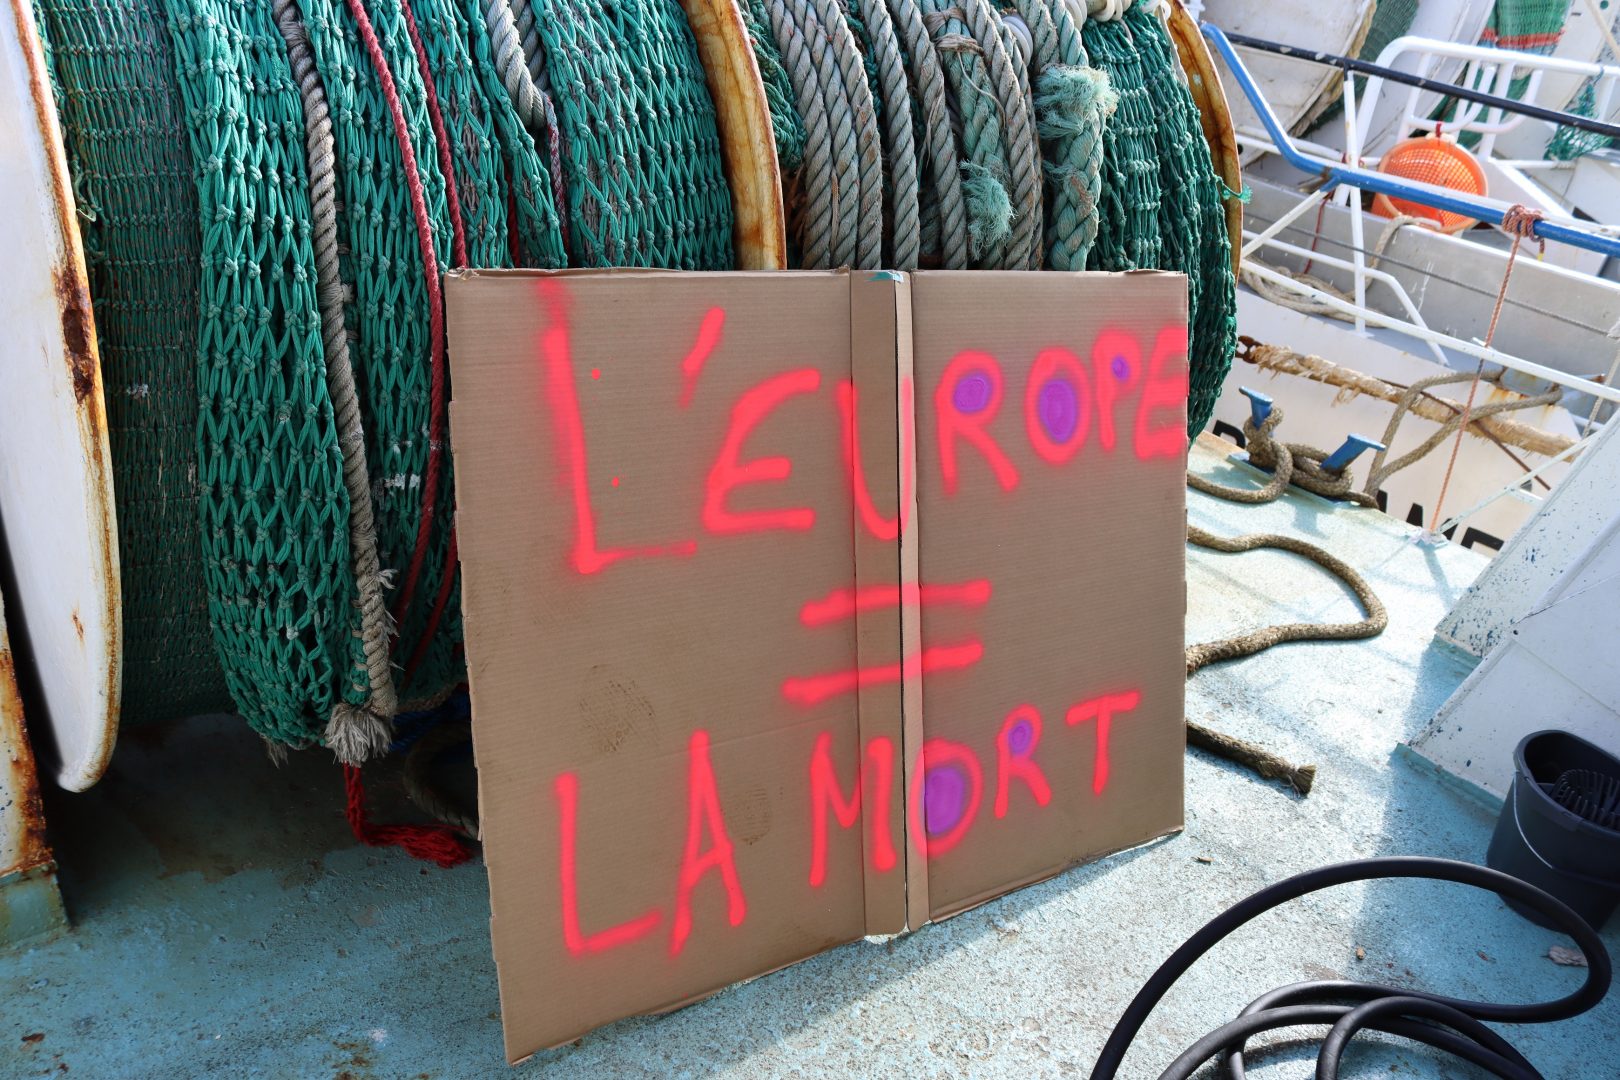 L'EUROPE
=
LA MORT